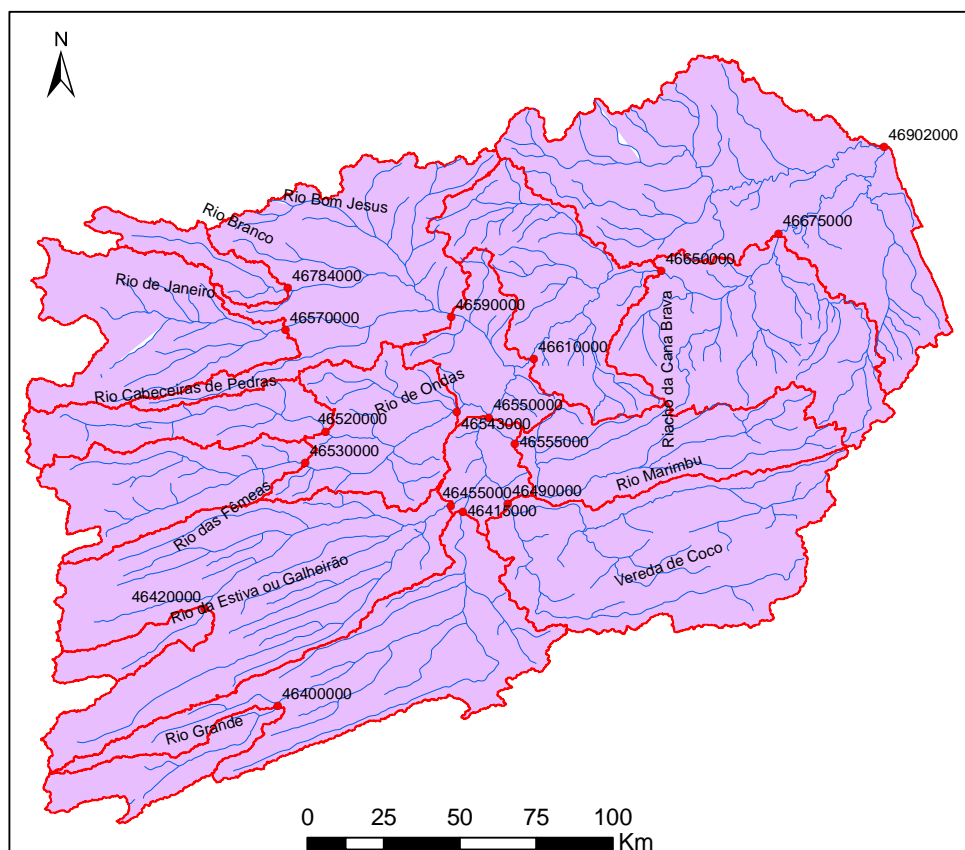 N
46902000
Rio Bom Jesus
Rio Branco
46675000
46650000
Rio de Janeiro
46784000
46590000
46570000
Riacho da Cana Brava
46610000
Rio Cabeceiras de Pedras
Rio de Ondas
46550000
46520000
46543000
46555000
46530000
Rio Marimbu
46455000
46490000
46415000
Rio das Fêmeas
Vereda de Coco
46420000
Rio da Estiva ou Galheirão
46400000
Rio Grande
0 25 50 75 100
Km